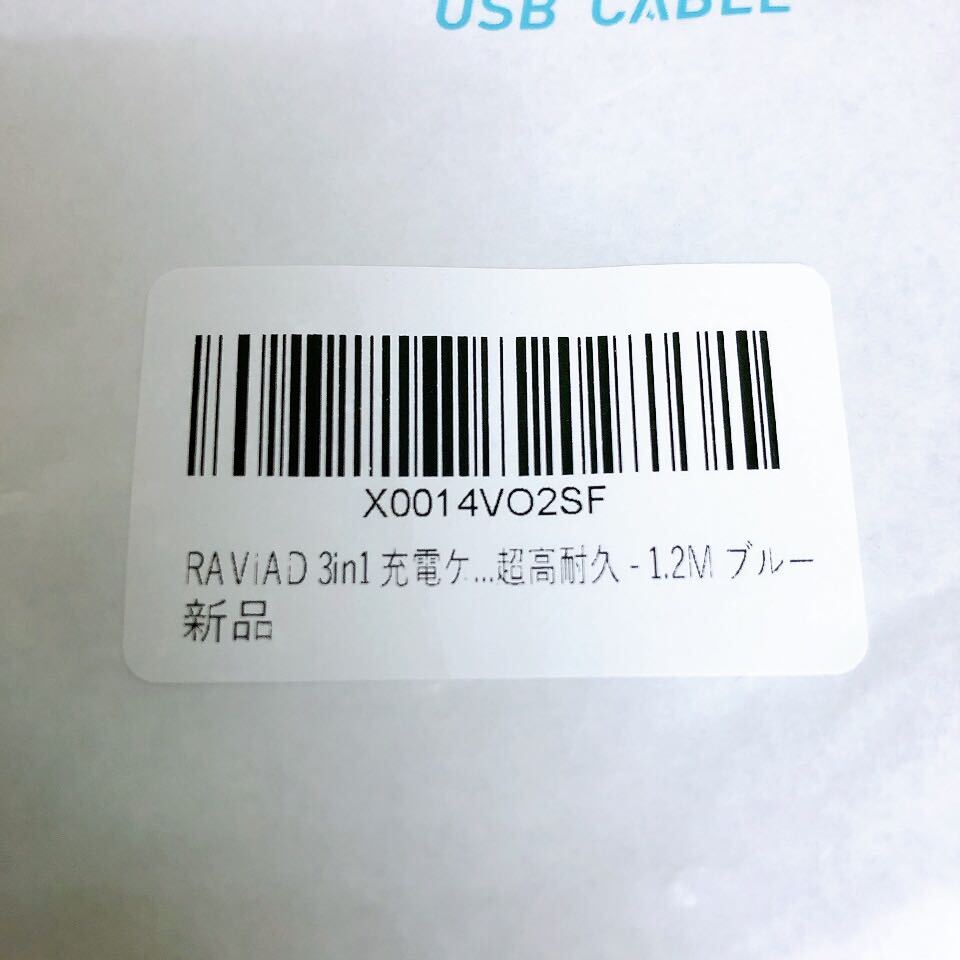 USB CABLE
X0014VO2SF
RAViAD 3in1 充電ケ...超高耐久 - 1.2M ブルー
新品